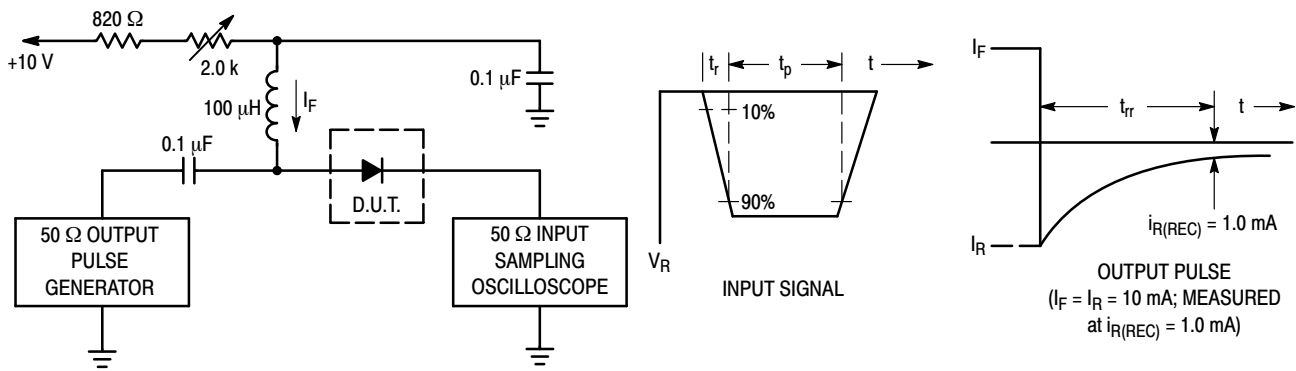 820 Ω
+10 V
2.0 k
100 μH
I_F
0.1 μF
0.1 μF
D.U.T.
50 Ω OUTPUT
PULSE
GENERATOR
50 Ω INPUT
SAMPLING
OSCILLOSCOPE
t_r
t_p
t
10%
90%
V_R
INPUT SIGNAL
I_F
t_rr
t
I_R
i_R(REC) = 1.0 mA
OUTPUT PULSE
(I_F = I_R = 10 mA; MEASURED
at i_R(REC) = 1.0 mA)